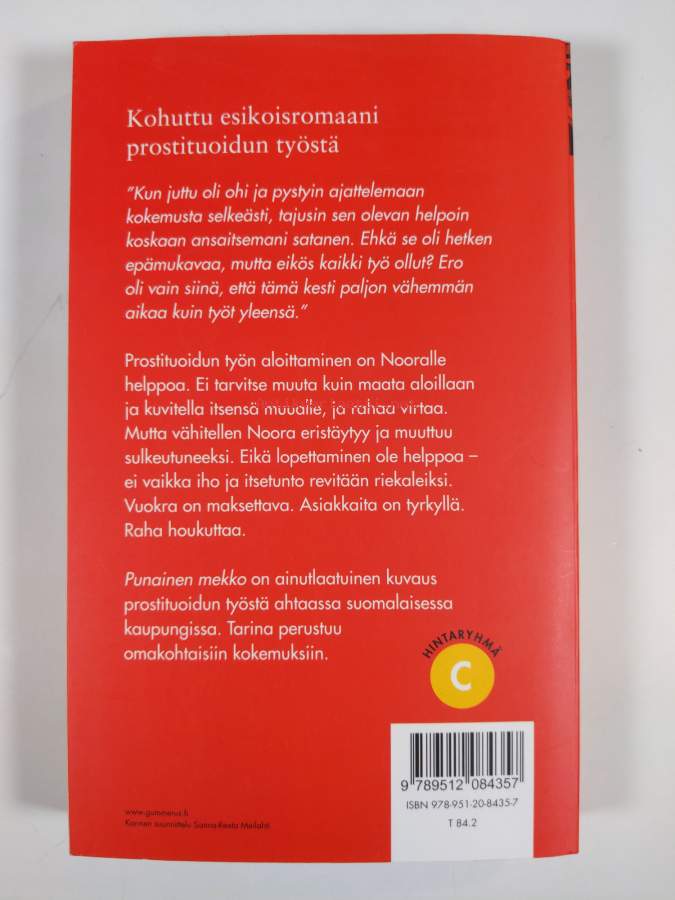 Kohuttu esikoisromaani
prostituoidun työstä
”Kun juttu oli ohi ja pystyin ajattelemaan
kokemusta selkeästi, tajusin sen olevan helpoin
koskaan ansaitsemani satanen. Ehkä se oli hetken
epämukavaa, mutta eikös kaikki työ ollut? Ero
oli vain siinä, että tämä kesti paljon vähemmän
aikaa kuin työt yleensä.”
Prostituoidun työn aloittaminen on Nooralle
helppoa. Ei tarvitse muuta kuin maata aloillaan
ja kuvitella itsensä muualle, ja rahaa virtaa.
Mutta vähitellen Noora eristäytyy ja muuttuu
sulkeutuneeksi. Eikä lopettaminen ole helppoa –
ei vaikka iho ja itsetunto revitään riekaleiksi.
Vuokra on maksettava. Asiakkaita on tyrkyllä.
Raha houkuttaa.
Punainen mekko on ainutlaatuinen kuvaus
prostituoidun työstä ahtaassa suomalaisessa
kaupungissa. Tarina perustuu
omakohtaisiin kokemuksiin.
HINTARYHMÄ
C
9 789512 084357
ISBN 978-951-20-8435-7
T 84.2
www.gummerus.fi
Kannen suunnittelu Sanna-Reeta Meilahti